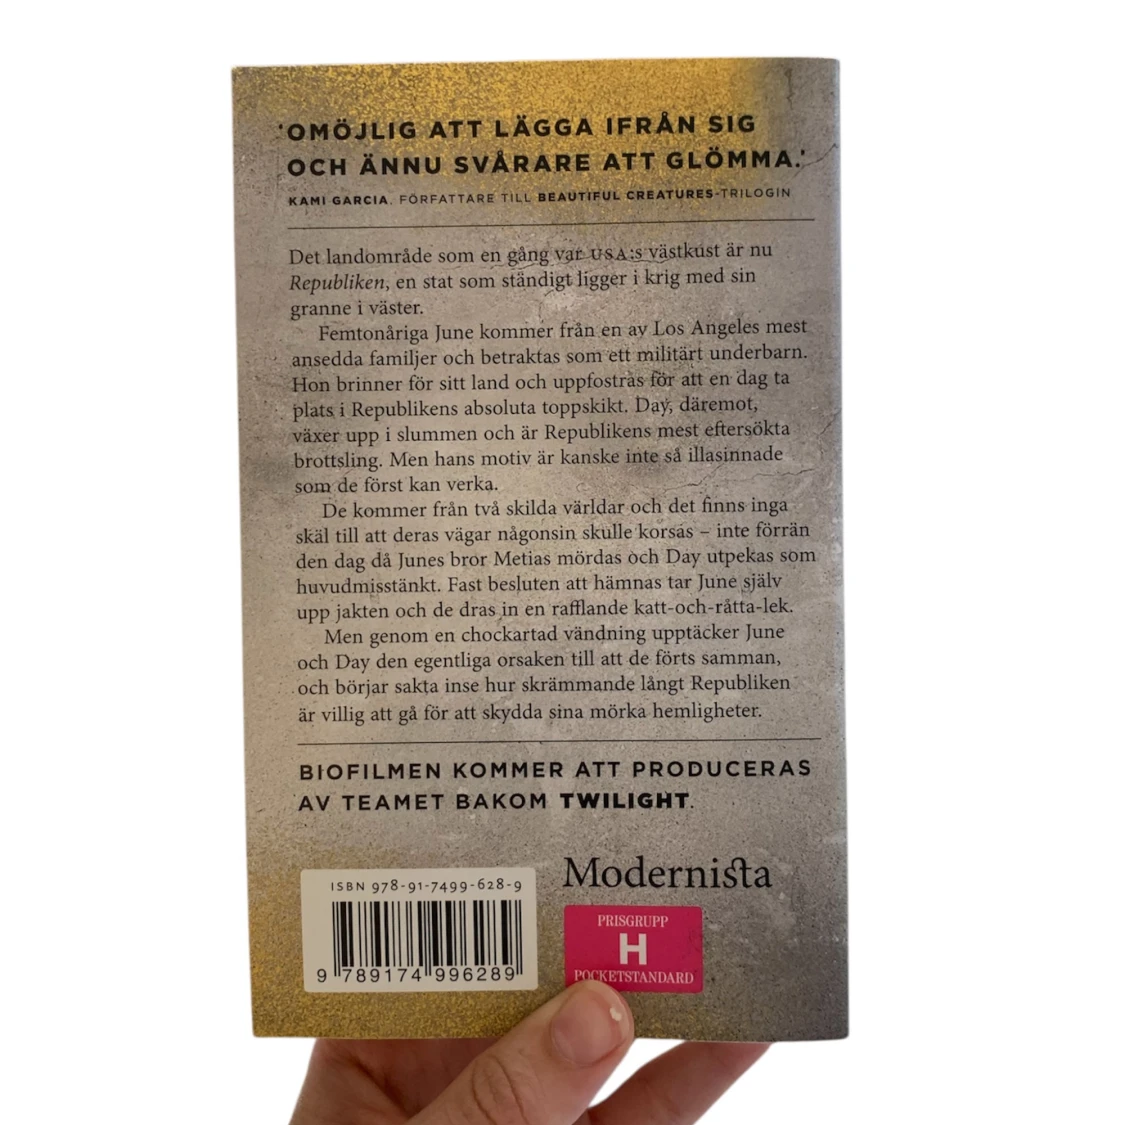 'OMÖJLIG ATT LÄGGA IFRÅN SIG
OCH ÄNNU SVÅRARE ATT GLÖMMA.'
KAMI GARCIA, FÖRFATTARE TILL BEAUTIFUL CREATURES-TRILOGIN
Det landområde som en gång var USA:s västkust är nu
Republiken, en stat som ständigt ligger i krig med sin
granne i väster.
Femtonåriga June kommer från en av Los Angeles mest
ansedda familjer och betraktas som ett militärt underbarn.
Hon brinner för sitt land och uppfostras för att en dag ta
plats i Republikens absoluta toppskikt. Day, däremot,
växer upp i slummen och är Republikens mest eftersökta
brottsling. Men hans motiv är kanske inte så illasinnade
som de först kan verka.
De kommer från två skilda världar och det finns inga
skäl till att deras vägar någonsin skulle korsas – inte förrän
den dag då Junes bror Metias mördas och Day utpekas som
huvudmisstänkt. Fast besluten att hämnas tar June själv
upp jakten och de dras in en rafflande katt-och-råtta-lek.
Men genom en chockartad vändning upptäcker June
och Day den egentliga orsaken till att de förts samman,
och börjar sakta inse hur skrämmande långt Republiken
är villig att gå för att skydda sina mörka hemligheter.
BIOFILMEN KOMMER ATT PRODUCERAS
AV TEAMET BAKOM TWILIGHT.
Modernista
ISBN 978-91-7499-628-9
9 789174 996289
PRISGRUPP
H
POCKETSTANDARD